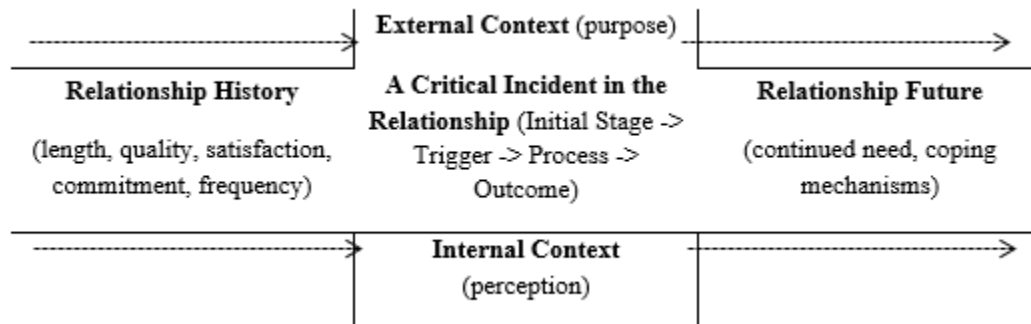 External Context (purpose)
Relationship History
(length, quality, satisfaction,
commitment, frequency)
A Critical Incident in the
Relationship (Initial Stage ->
Trigger -> Process ->
Outcome)
Relationship Future
(continued need, coping
mechanisms)
Internal Context
(perception)